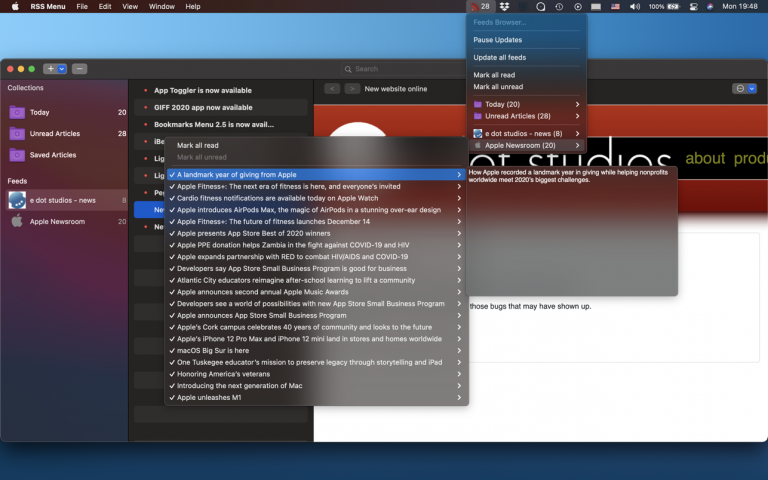 RSS Menu File Edit View Window Help
28
100%
Mon 19:48
Feeds Browser...
Pause Updates
Update all feeds
Mark all read
Mark all unread
Today (20)
Unread Articles (28)
e dot studios - news (8)
Apple Newsroom (20)
Search
Collections
Today 20
Unread Articles 28
Saved Articles
Feeds
e dot studios - news 8
Apple Newsroom 20
App Toggler is now available
GIFF 2020 app now available
Bookmarks Menu 2.5 is now avail...
iBe
Lig
Lig
Pe
Ne
Ne
New website online
dot studios
about produ
those bugs that may have shown up.
Mark all read
Mark all unread
A landmark year of giving from Apple
Apple Fitness+: The next era of fitness is here, and everyone's invited
Cardio fitness notifications are available today on Apple Watch
Apple introduces AirPods Max, the magic of AirPods in a stunning over-ear design
Apple Fitness+: The future of fitness launches December 14
Apple presents App Store Best of 2020 winners
Apple PPE donation helps Zambia in the fight against COVID-19 and HIV
Apple expands partnership with RED to combat HIV/AIDS and COVID-19
Developers say App Store Small Business Program is good for business
Atlantic City educators reimagine after-school learning to lift a community
Apple announces second annual Apple Music Awards
Developers see a world of possibilities with new App Store Small Business Program
Apple announces App Store Small Business Program
Apple's Cork campus celebrates 40 years of community and looks to the future
Apple's iPhone 12 Pro Max and iPhone 12 mini land in stores and homes worldwide
macOS Big Sur is here
One Tuskegee educator's mission to preserve legacy through storytelling and iPad
Honoring America's veterans
Introducing the next generation of Mac
Apple unleashes M1
How Apple recorded a landmark year in giving while helping nonprofits
worldwide meet 2020's biggest challenges.